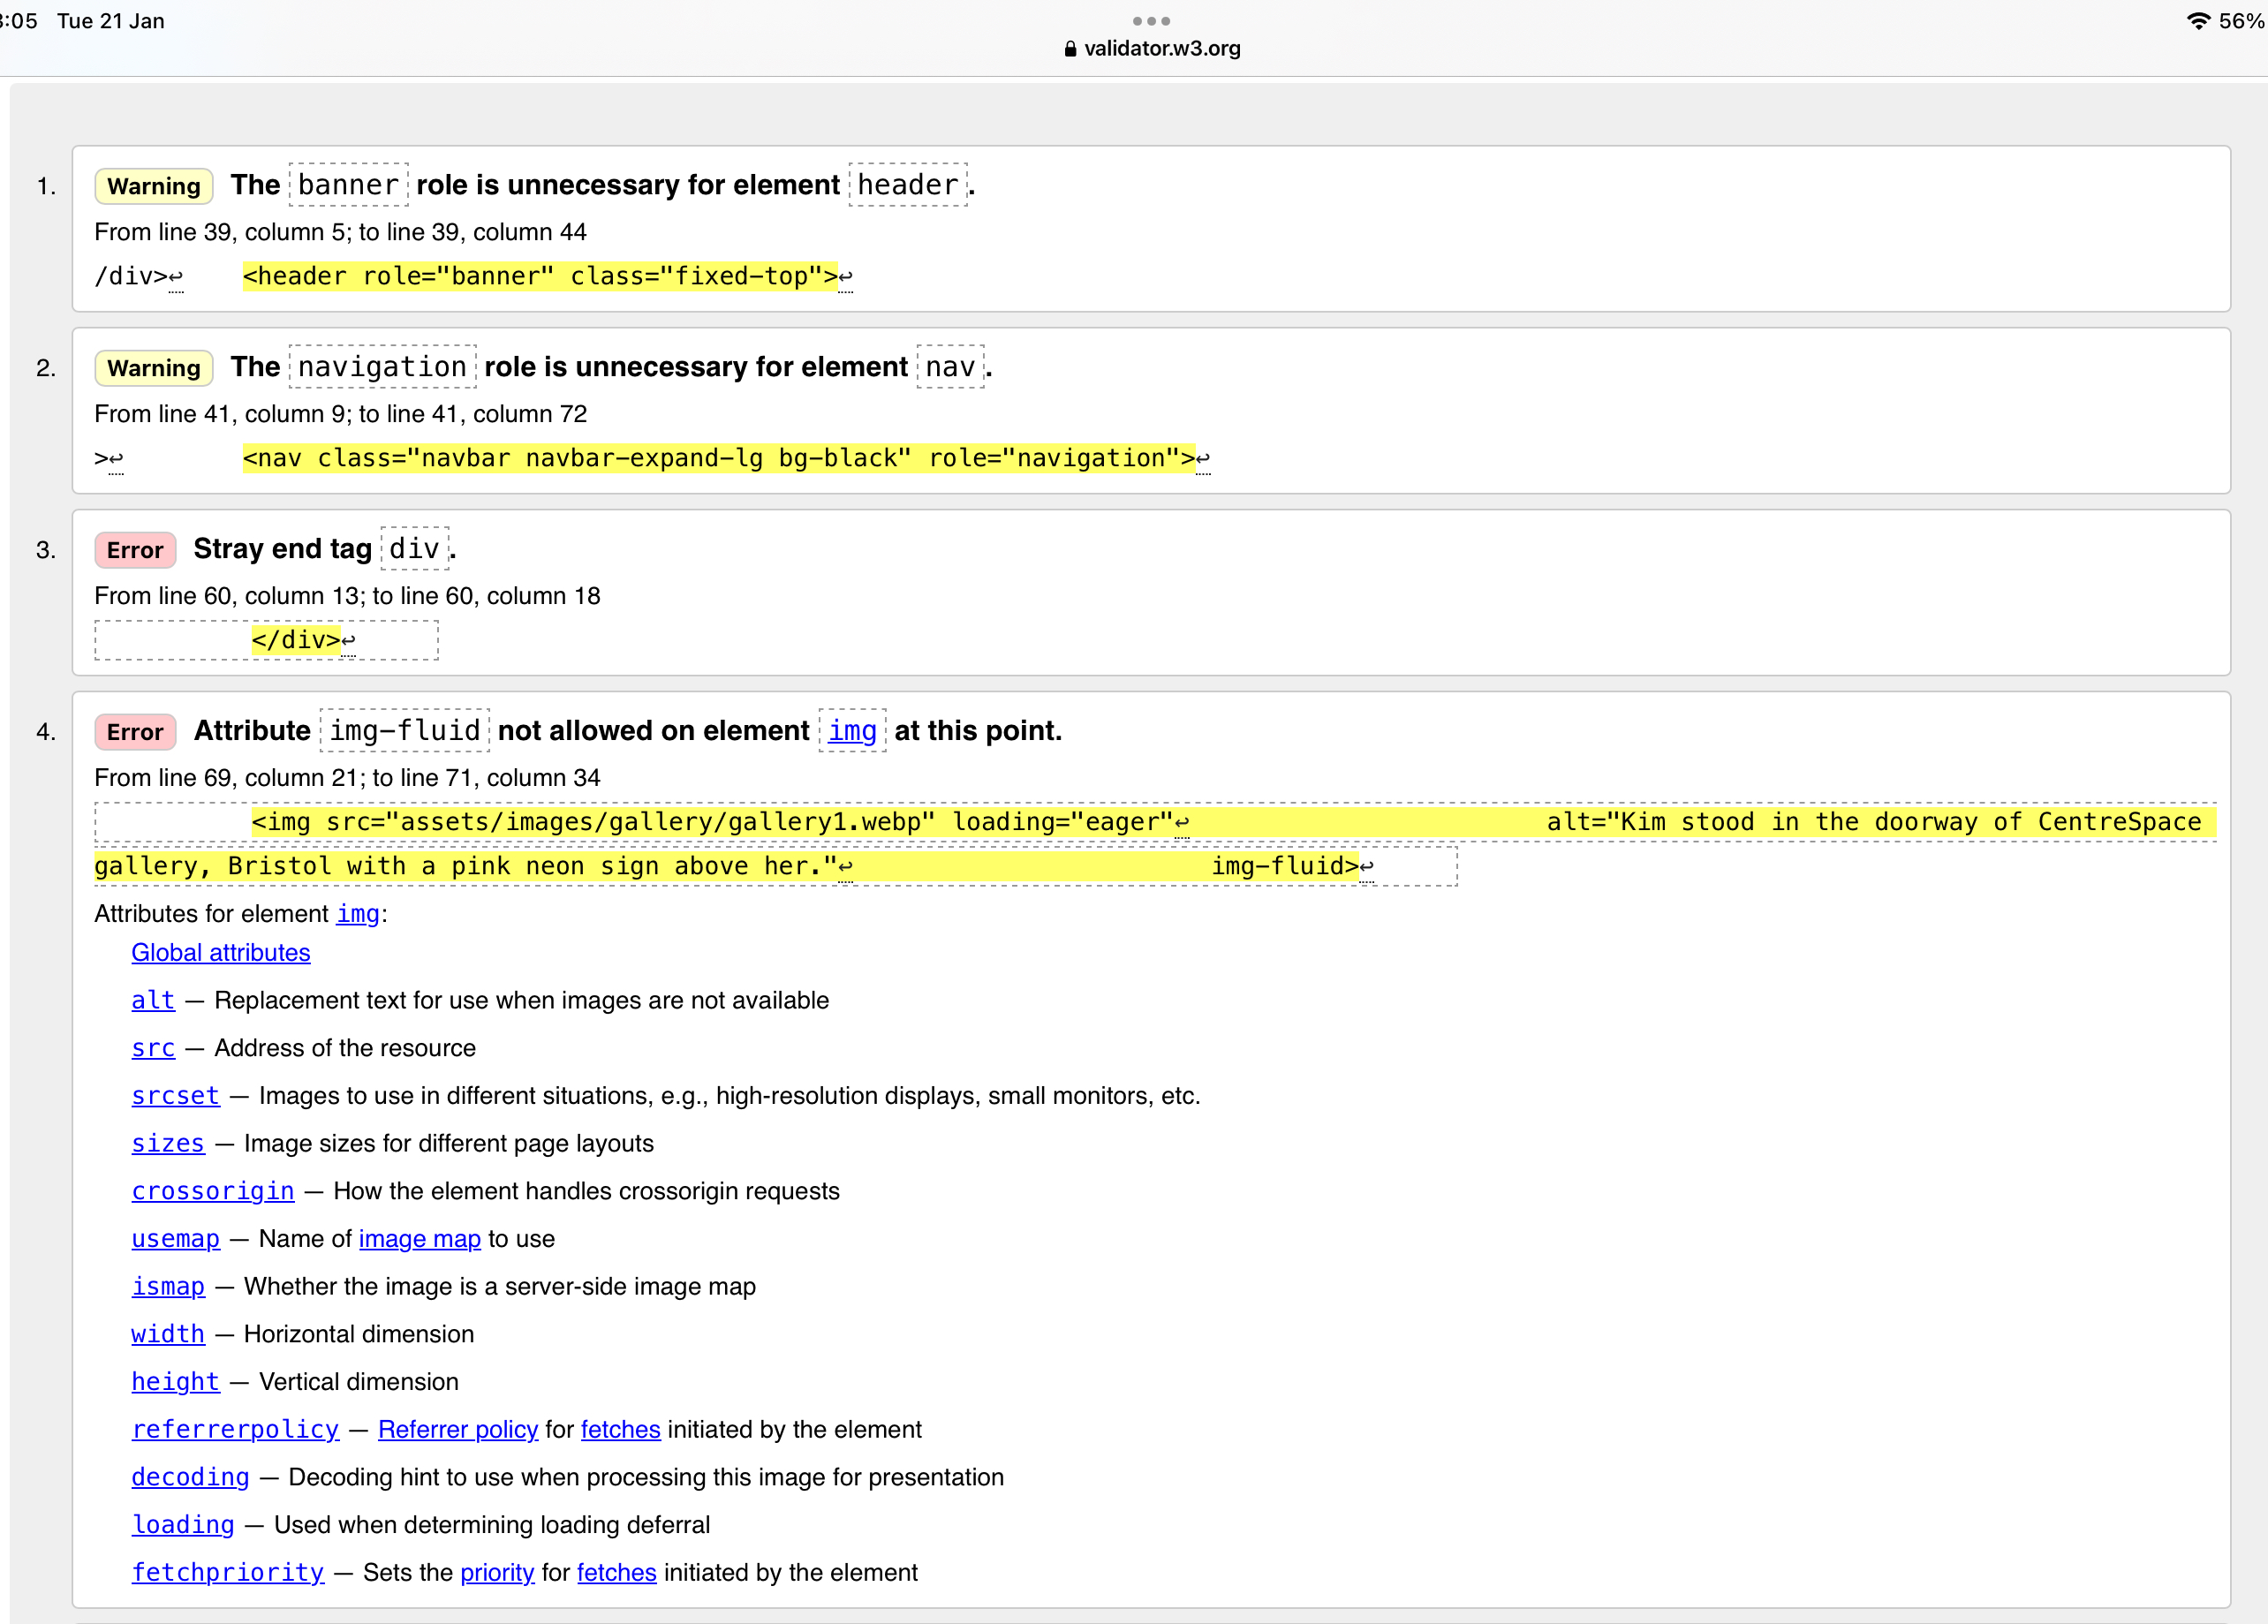 :05 Tue 21 Jan
56%
validator.w3.org
1. Warning The banner role is unnecessary for element header.
From line 39, column 5; to line 39, column 44
/div>↩ <header role="banner" class="fixed-top">↩
2. Warning The navigation role is unnecessary for element nav.
From line 41, column 9; to line 41, column 72
>↩ <nav class="navbar navbar-expand-lg bg-black" role="navigation">↩
3. Error Stray end tag div.
From line 60, column 13; to line 60, column 18
</div>↩
4. Error Attribute img-fluid not allowed on element img at this point.
From line 69, column 21; to line 71, column 34
<img src="assets/images/gallery/gallery1.webp" loading="eager"↩ alt="Kim stood in the doorway of CentreSpace
gallery, Bristol with a pink neon sign above her."↩ img-fluid>↩
Attributes for element img:
Global attributes
alt — Replacement text for use when images are not available
src — Address of the resource
srcset — Images to use in different situations, e.g., high-resolution displays, small monitors, etc.
sizes — Image sizes for different page layouts
crossorigin — How the element handles crossorigin requests
usemap — Name of image map to use
ismap — Whether the image is a server-side image map
width — Horizontal dimension
height — Vertical dimension
referrerpolicy — Referrer policy for fetches initiated by the element
decoding — Decoding hint to use when processing this image for presentation
loading — Used when determining loading deferral
fetchpriority — Sets the priority for fetches initiated by the element